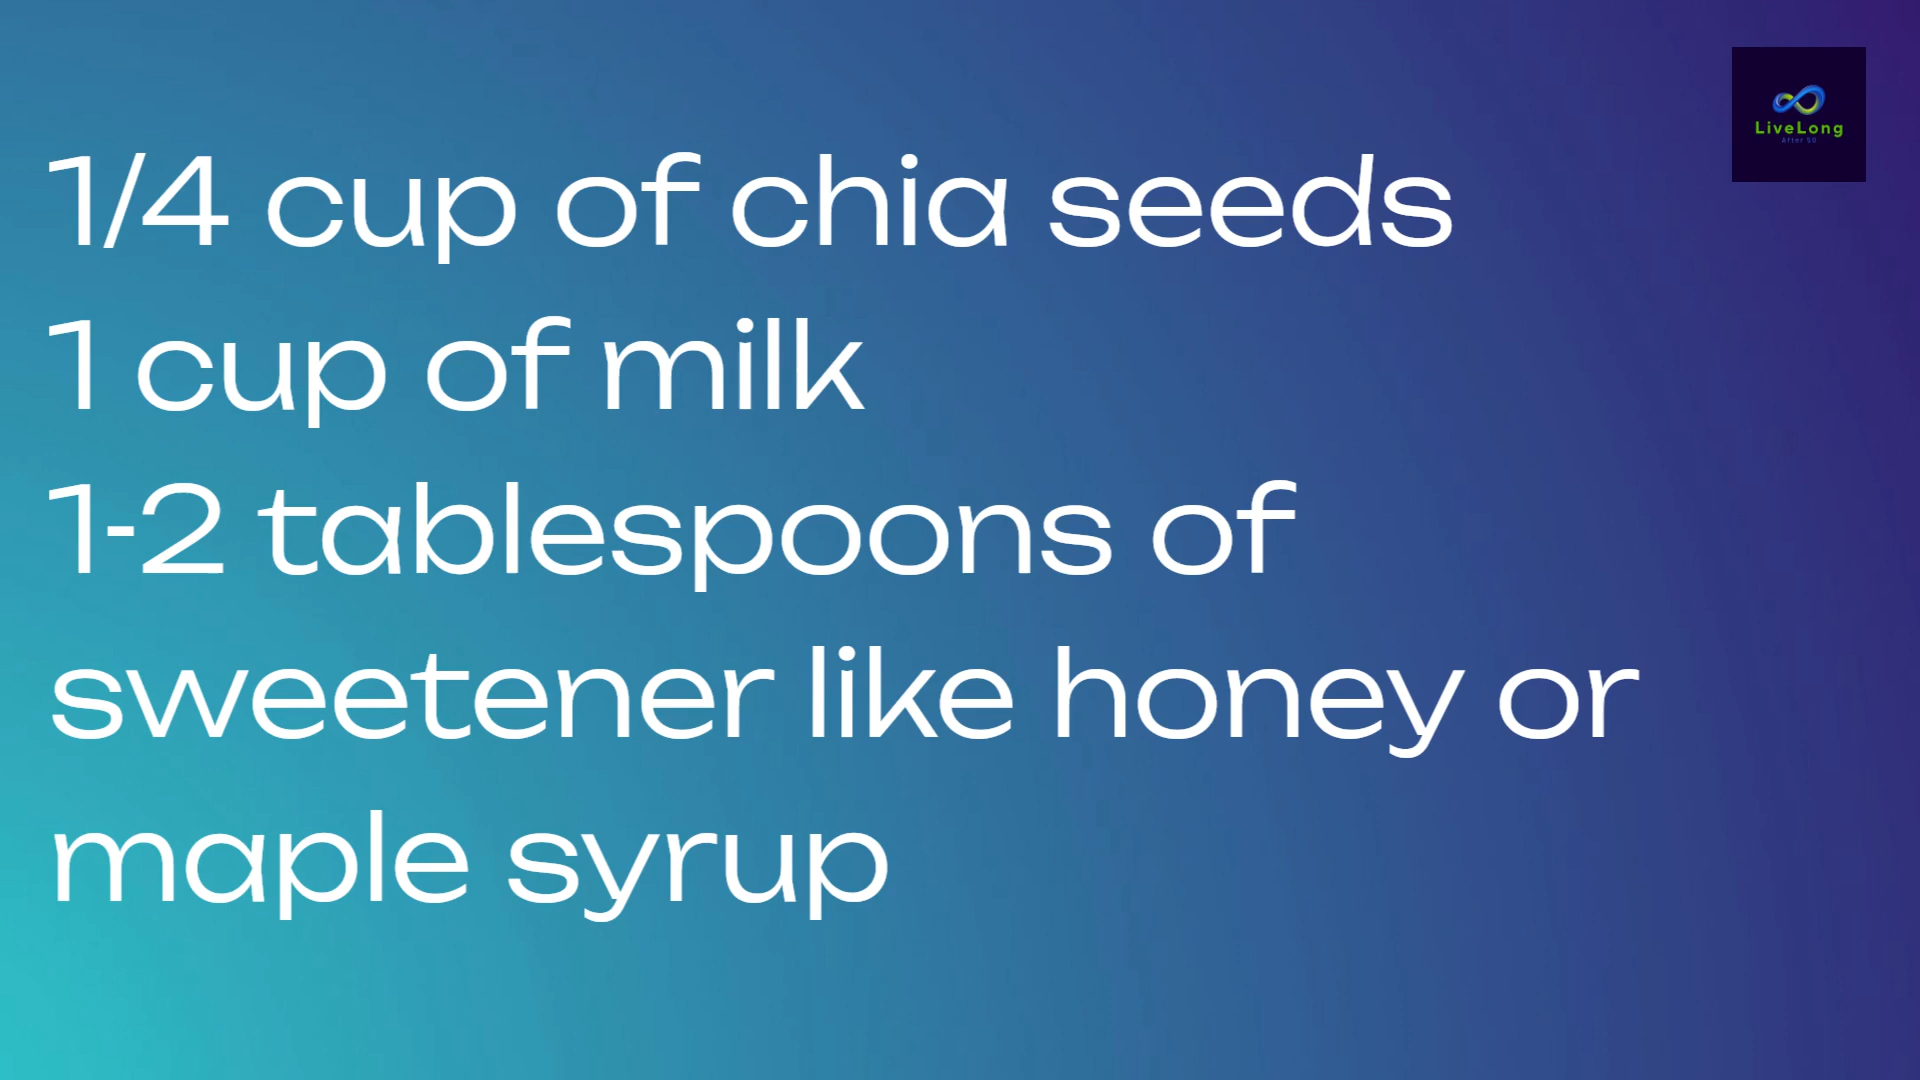 1/4 cup of chia seeds
1 cup of milk
1-2 tablespoons of
sweetener like honey or
maple syrup
LiveLong